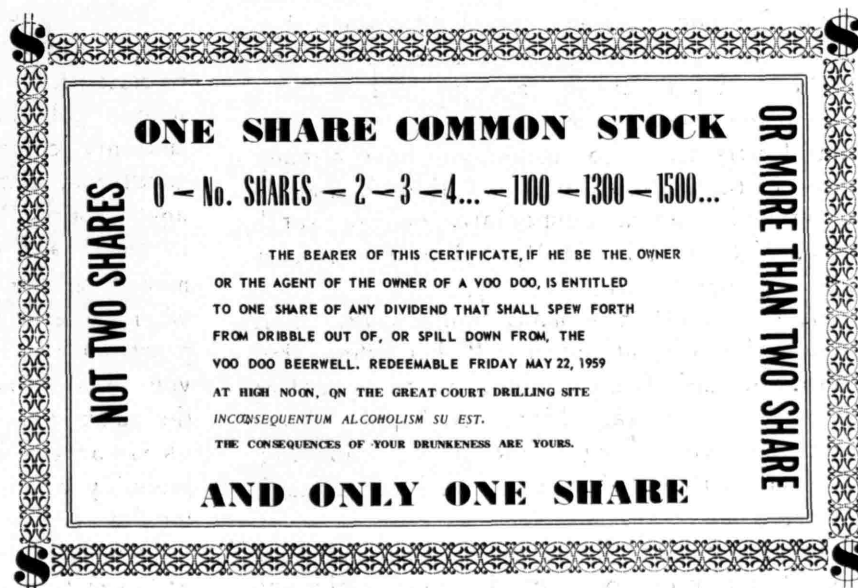 $ $
ONE SHARE COMMON STOCK
0 – No. SHARES – 2 – 3 – 4... – 1100 – 1300 – 1500...
NOT TWO SHARES
OR MORE THAN TWO SHARE
THE BEARER OF THIS CERTIFICATE, IF HE BE THE OWNER
OR THE AGENT OF THE OWNER OF A VOO DOO, IS ENTITLED
TO ONE SHARE OF ANY DIVIDEND THAT SHALL SPEW FORTH
FROM DRIBBLE OUT OF, OR SPILL DOWN FROM, THE
VOO DOO BEERWELL. REDEEMABLE FRIDAY MAY 22, 1959
AT HIGH NOON, ON THE GREAT COURT DRILLING SITE
INCONSEQUENTUM ALCOHOLISM SU EST.
THE CONSEQUENCES OF YOUR DRUNKENESS ARE YOURS.
AND ONLY ONE SHARE
$ $